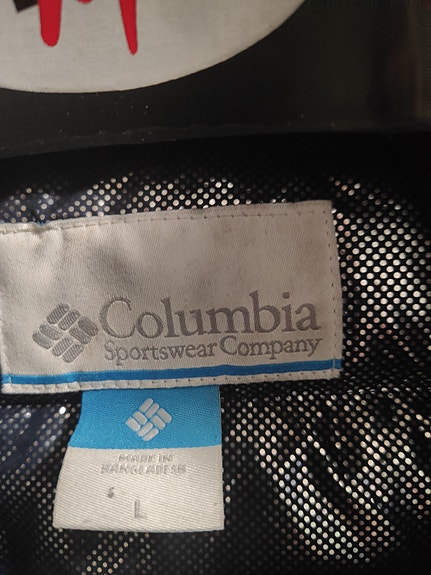 Columbia
Sportswear Company
MADE IN
BANGLADESH
L